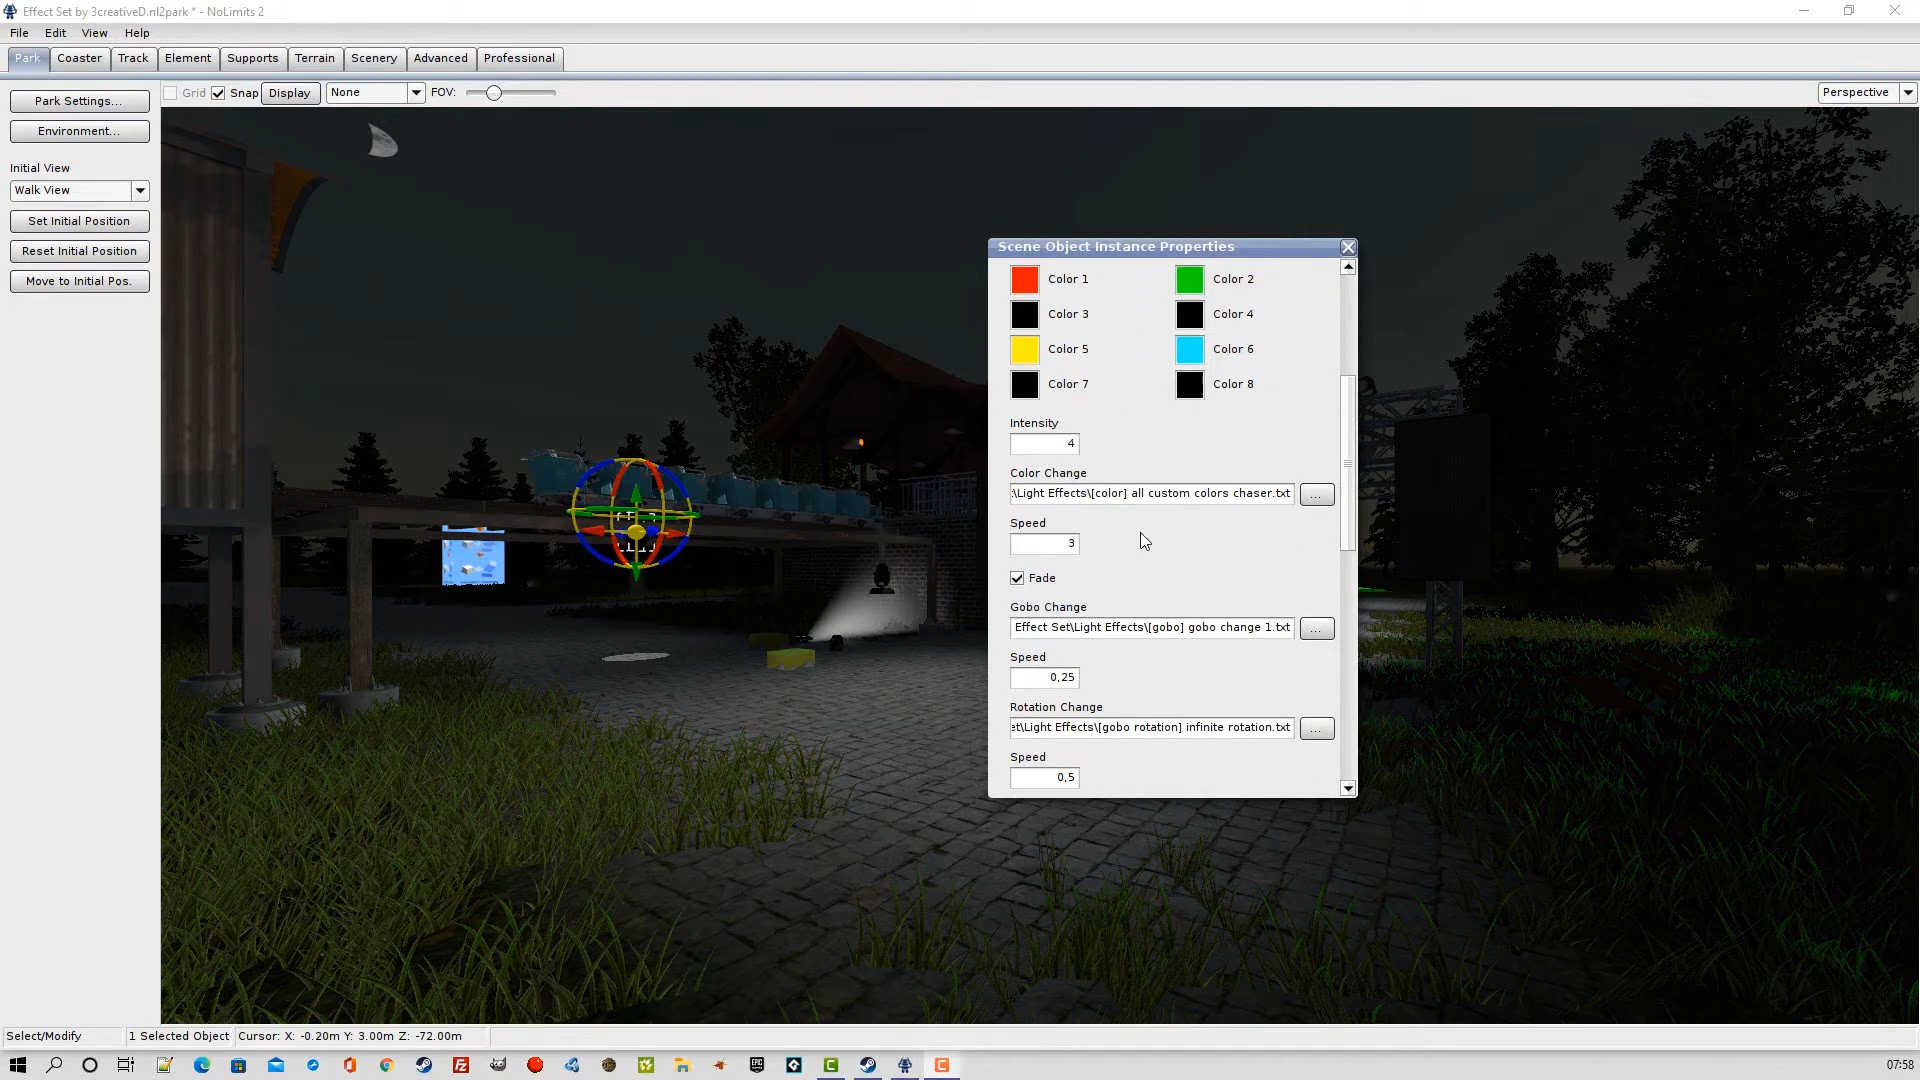 Effect Set by 3creativeD.nl2park * - NoLimits 2
File Edit View Help
Park Coaster Track Element Supports Terrain Scenery Advanced Professional
Grid Snap Display None FOV: Perspective
Park Settings...
Environment...
Initial View
Walk View
Set Initial Position
Reset Initial Position
Move to Initial Pos.
Scene Object Instance Properties
Color 1 Color 2
Color 3 Color 4
Color 5 Color 6
Color 7 Color 8
Intensity
4
Color Change
:\Light Effects\[color] all custom colors chaser.txt ...
Speed
3
Fade
Gobo Change
Effect Set\Light Effects\[gobo] gobo change 1.txt ...
Speed
0,25
Rotation Change
et\Light Effects\[gobo rotation] infinite rotation.txt ...
Speed
0,5
Select/Modify 1 Selected Object Cursor: X: -0.20m Y: 3.00m Z: -72.00m
07:58